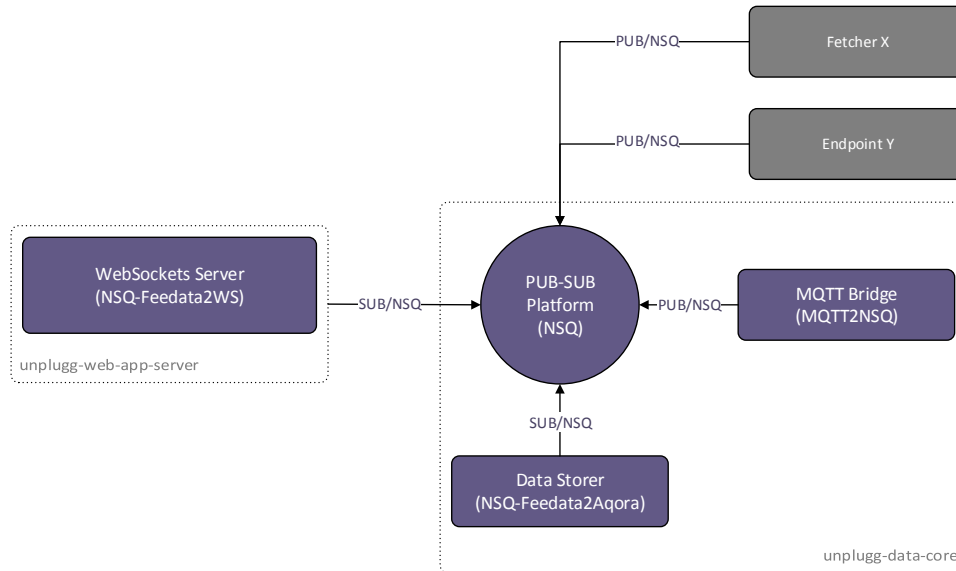 PUB/NSQ
Fetcher X
PUB/NSQ
Endpoint Y
WebSockets Server
(NSQ-Feedata2WS)
unplugg-web-app-server
SUB/NSQ
PUB-SUB
Platform
(NSQ)
PUB/NSQ
MQTT Bridge
(MQTT2NSQ)
SUB/NSQ
Data Storer
(NSQ-Feedata2Aqora)
unplugg-data-core